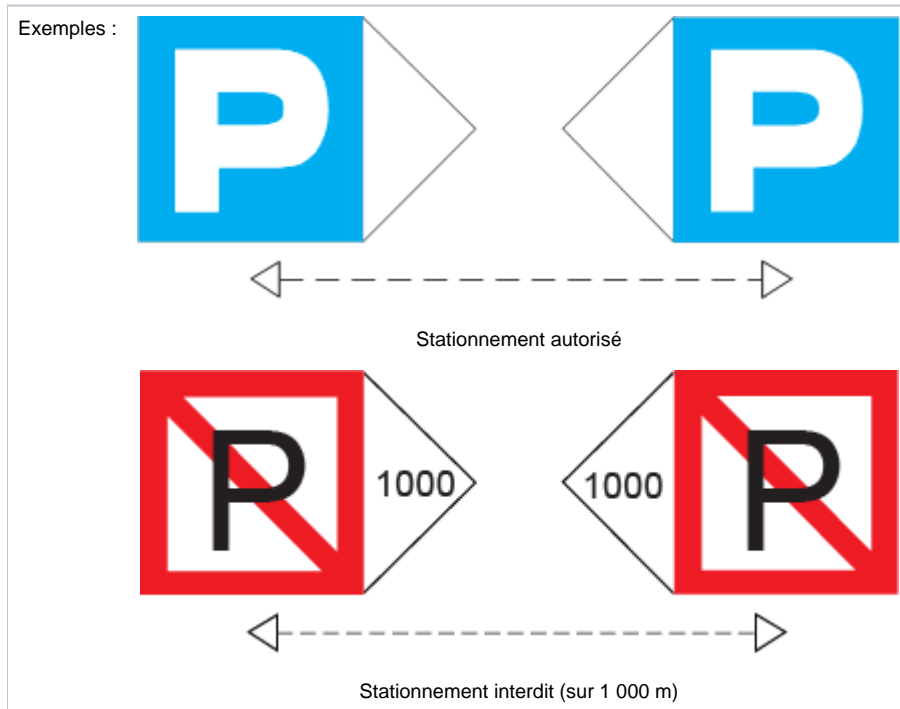 Exemples :
P P
Stationnement autorisé
P 1000 1000 P
Stationnement interdit (sur 1 000 m)